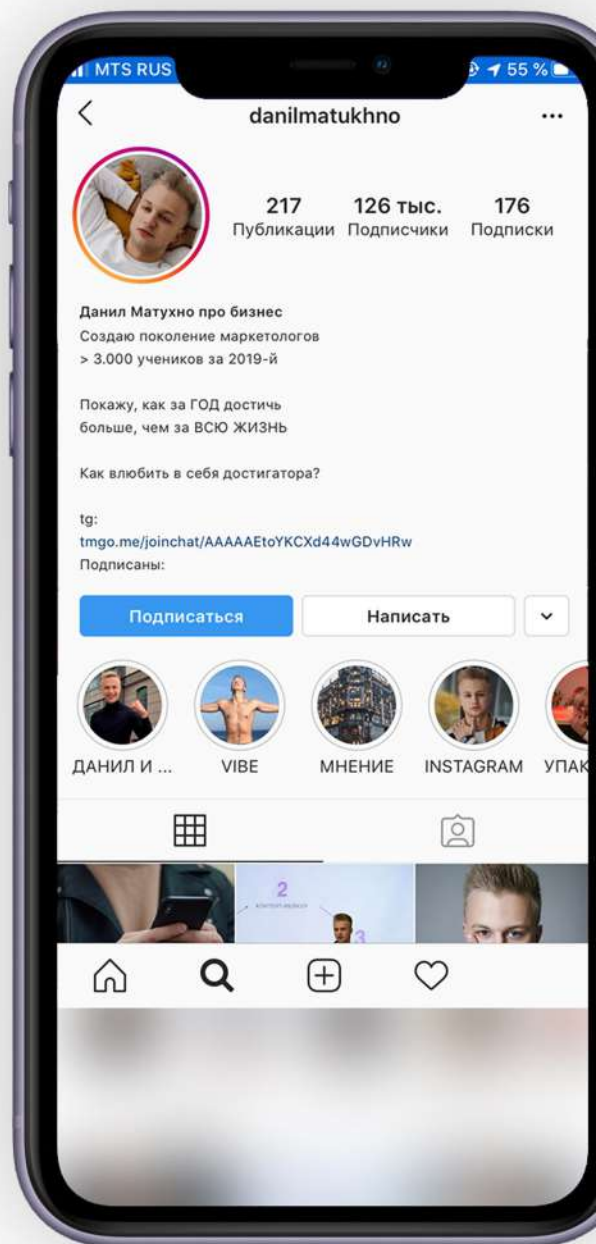 MTS RUS
55 %
danilmatukhno
217 126 тыс. 176
Публикации Подписчики Подписки
Данил Матухно про бизнес
Создаю поколение маркетологов
> 3.000 учеников за 2019-й
Покажу, как за ГОД достичь
больше, чем за ВСЮ ЖИЗНЬ
Как влюбить в себя достигатора?
tg:
tmgo.me/joinchat/AAAAAEtoYKCXd44wGDvHRw
Подписаны:
Подписаться Написать
ДАНИЛ И ... VIBE МНЕНИЕ INSTAGRAM УПАК
2
3